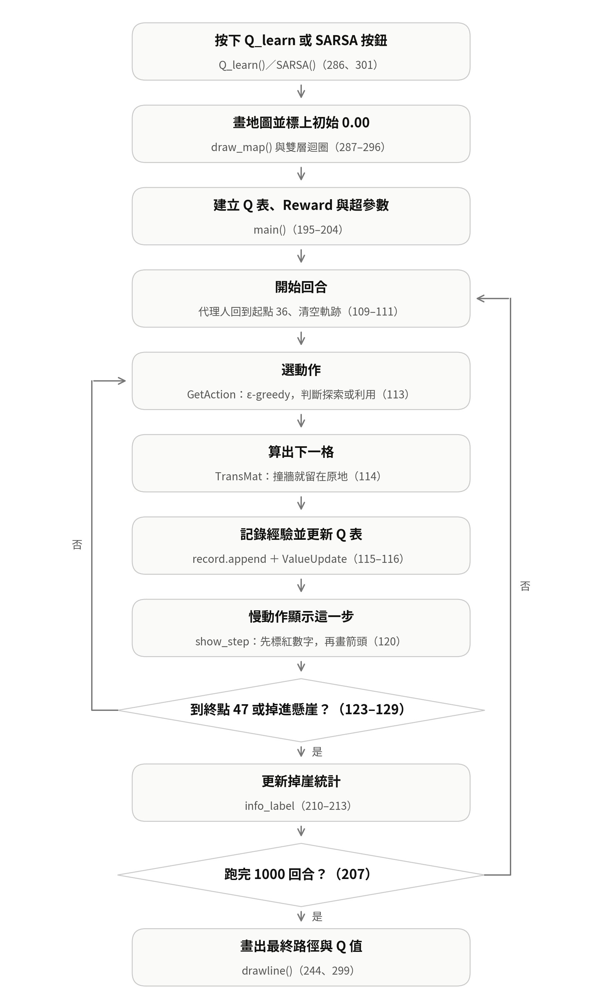 按下 Q_learn 或 SARSA 按鈕
Q_learn()／SARSA()（286、301）
畫地圖並標上初始 0.00
draw_map() 與雙層迴圈（287–296）
建立 Q 表、Reward 與超參數
main()（195–204）
開始回合
代理人回到起點 36、清空軌跡（109–111）
選動作
GetAction：ε-greedy，判斷探索或利用（113）
算出下一格
TransMat：撞牆就留在原地（114）
記錄經驗並更新 Q 表
record.append ＋ ValueUpdate（115–116）
否
否
慢動作顯示這一步
show_step：先標紅數字，再畫箭頭（120）
到終點 47 或掉進懸崖？（123–129）
是
更新掉崖統計
info_label（210–213）
跑完 1000 回合？（207）
是
畫出最終路徑與 Q 值
drawline()（244、299）